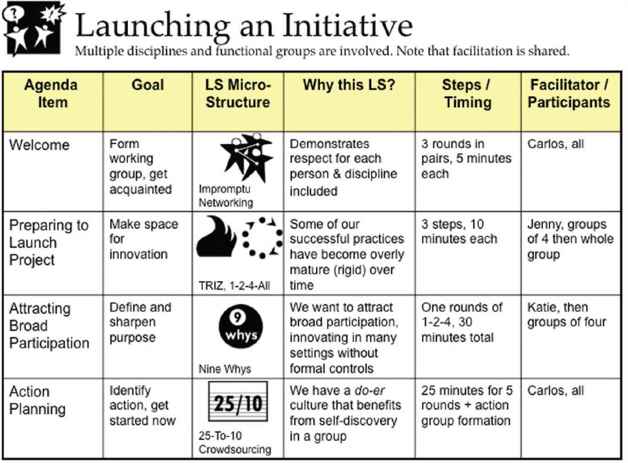 ?
Launching an Initiative
Multiple disciplines and functional groups are involved. Note that facilitation is shared.
Agenda
Item
Goal
LS Micro-
Structure
Why this LS?
Steps /
Timing
Facilitator /
Participants
Welcome
Form
working
group, get
acquainted
Impromptu
Networking
Demonstrates
respect for each
person & discipline
included
3 rounds in
pairs, 5 minutes
each
Carlos, all
Preparing to
Launch
Project
Make space
for
innovation
TRIZ, 1-2-4-All
Some of our
successful practices
have become overly
mature (rigid) over
time
3 steps, 10
minutes each
Jenny, groups
of 4 then whole
group
Attracting
Broad
Participation
Define and
sharpen
purpose
9
whys
Nine Whys
We want to attract
broad participation,
innovating in many
settings without
formal controls
One rounds of
1-2-4, 30
minutes total
Katie, then
groups of four
Action
Planning
Identify
action, get
started now
25/10
25-To-10
Crowdsourcing
We have a do-er
culture that benefits
from self-discovery
in a group
25 minutes for 5
rounds + action
group formation
Carlos, all